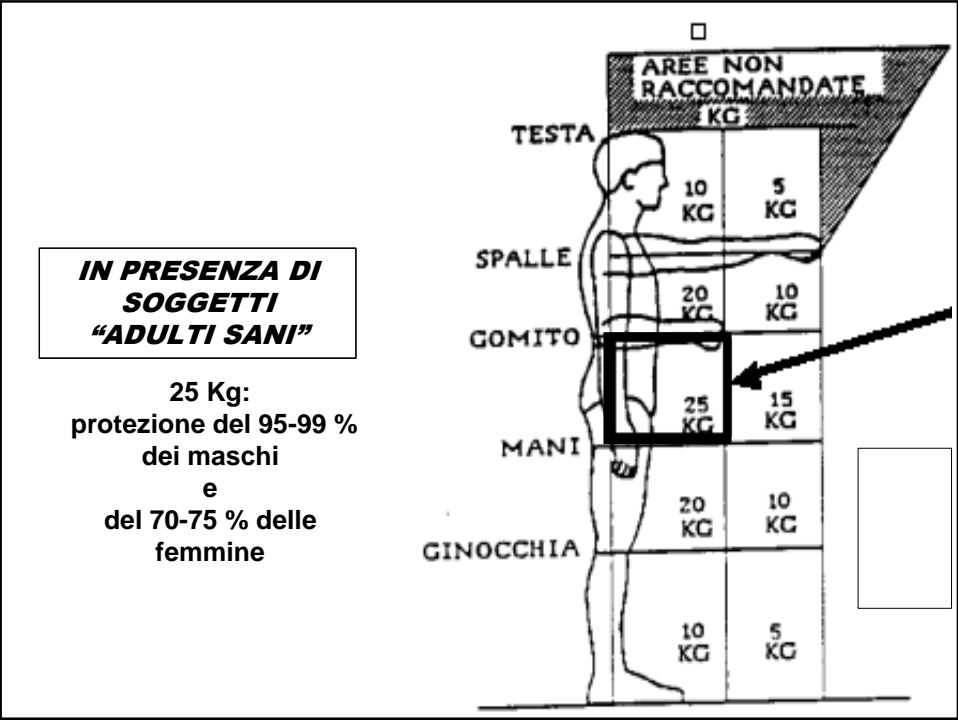 IN PRESENZA DI
SOGGETTI
“ADULTI SANI”
25 Kg:
protezione del 95-99 %
dei maschi
e
del 70-75 % delle
femmine
AREE NON
RACCOMANDATE
KG
TESTA
10 KG
5 KG
SPALLE
20 KG
10 KG
GOMITO
25 KG
15 KG
MANI
20 KG
10 KG
GINOCCHIA
10 KG
5 KG